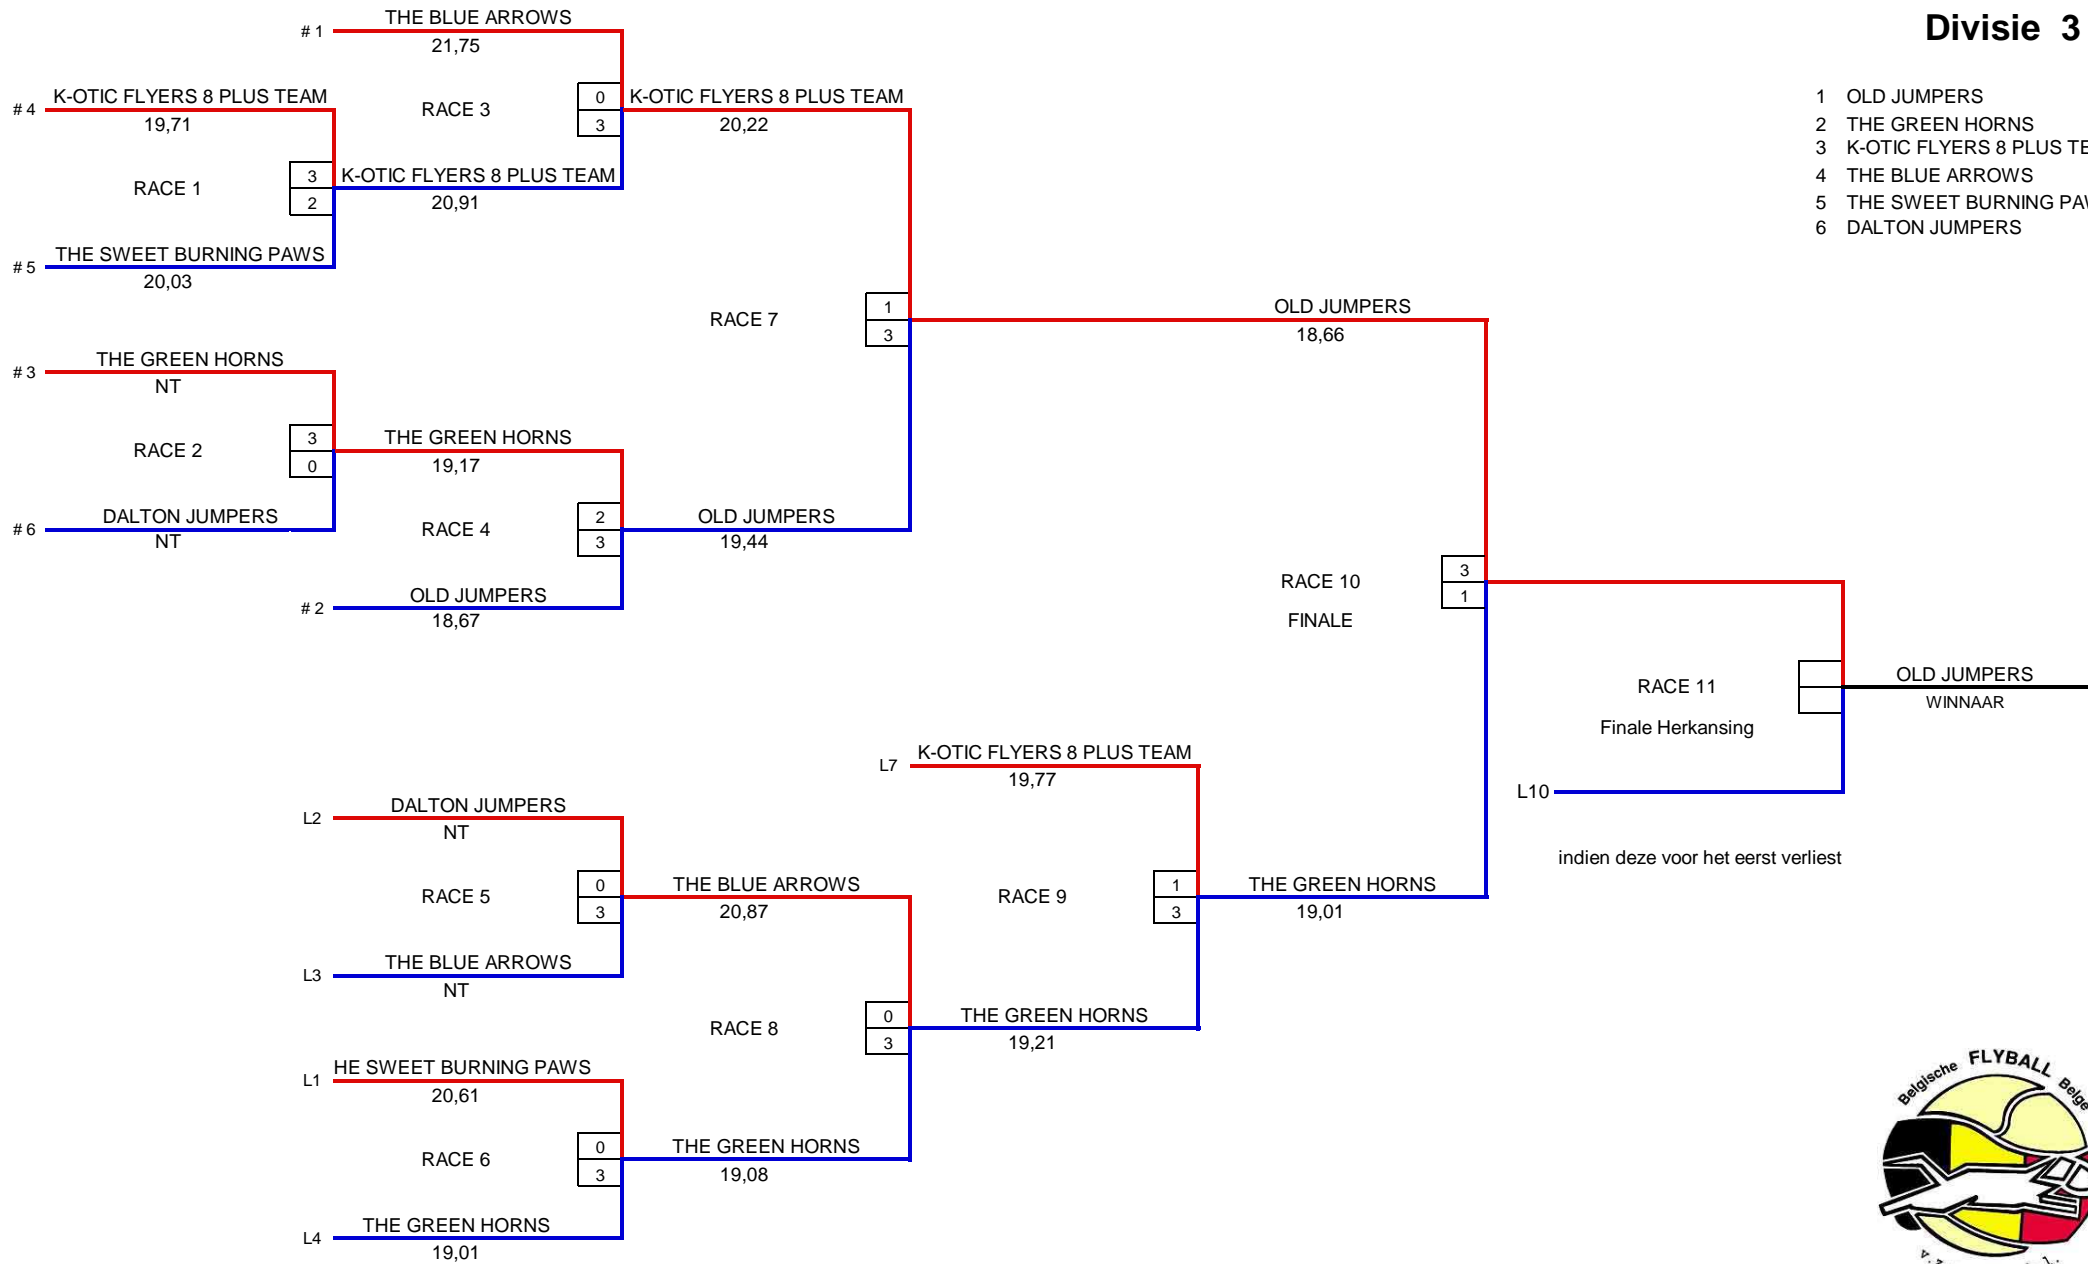 Divisie 3
1 OLD JUMPERS
2 THE GREEN HORNS
3 K-OTIC FLYERS 8 PLUS TE
4 THE BLUE ARROWS
5 THE SWEET BURNING PA
6 DALTON JUMPERS
# 1
THE BLUE ARROWS
21,75
# 4
K-OTIC FLYERS 8 PLUS TEAM
19,71
RACE 3
0
3
K-OTIC FLYERS 8 PLUS TEAM
20,22
RACE 1
3
2
K-OTIC FLYERS 8 PLUS TEAM
20,91
# 5
THE SWEET BURNING PAWS
20,03
RACE 7
1
3
OLD JUMPERS
18,66
# 3
THE GREEN HORNS
NT
RACE 2
3
0
THE GREEN HORNS
19,17
# 6
DALTON JUMPERS
NT
RACE 4
2
3
OLD JUMPERS
19,44
# 2
OLD JUMPERS
18,67
RACE 10
FINALE
3
1
RACE 11
Finale Herkansing
OLD JUMPERS
WINNAAR
L10
indien deze voor het eerst verliest
L7
K-OTIC FLYERS 8 PLUS TEAM
19,77
L2
DALTON JUMPERS
NT
RACE 5
0
3
THE BLUE ARROWS
20,87
RACE 9
1
3
THE GREEN HORNS
19,01
L3
THE BLUE ARROWS
NT
RACE 8
0
3
THE GREEN HORNS
19,21
L1
HE SWEET BURNING PAWS
20,61
RACE 6
0
3
THE GREEN HORNS
19,08
L4
THE GREEN HORNS
19,01
Belgische FLYBALL Belge